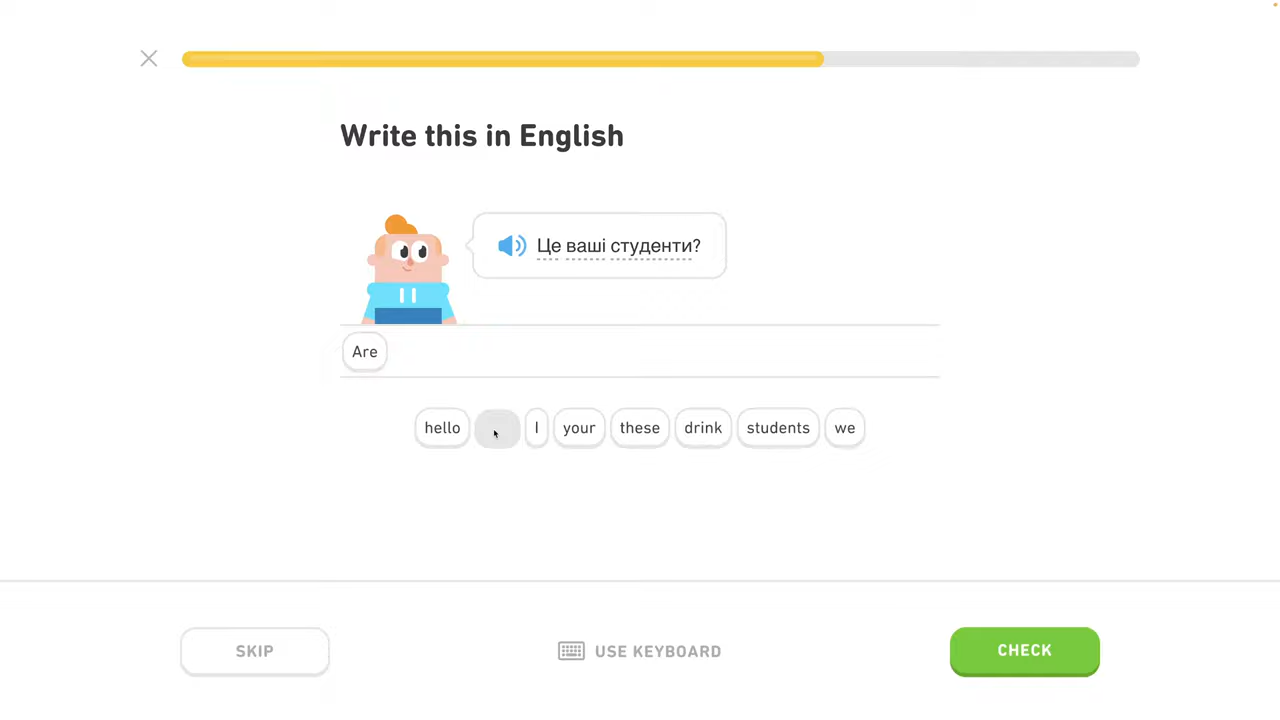 Write this in English
Це ваші студенти?
Are
hello I your these drink students we
SKIP USE KEYBOARD CHECK